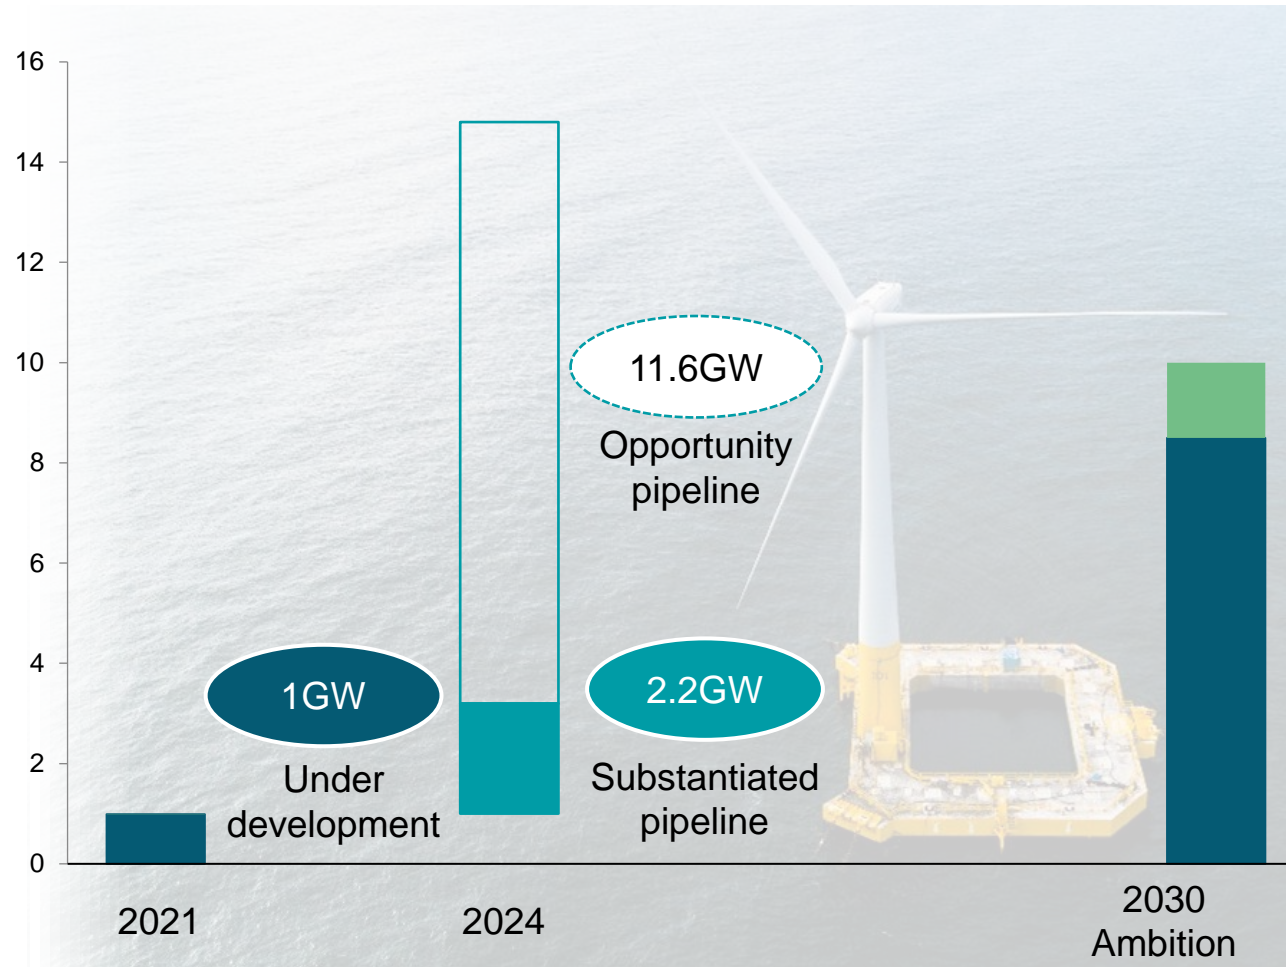 16
14
12
10
8
6
4
2
0
11.6GW
Opportunity
pipeline
1GW
Under
development
2.2GW
Substantiated
pipeline
2021
2024
2030
Ambition